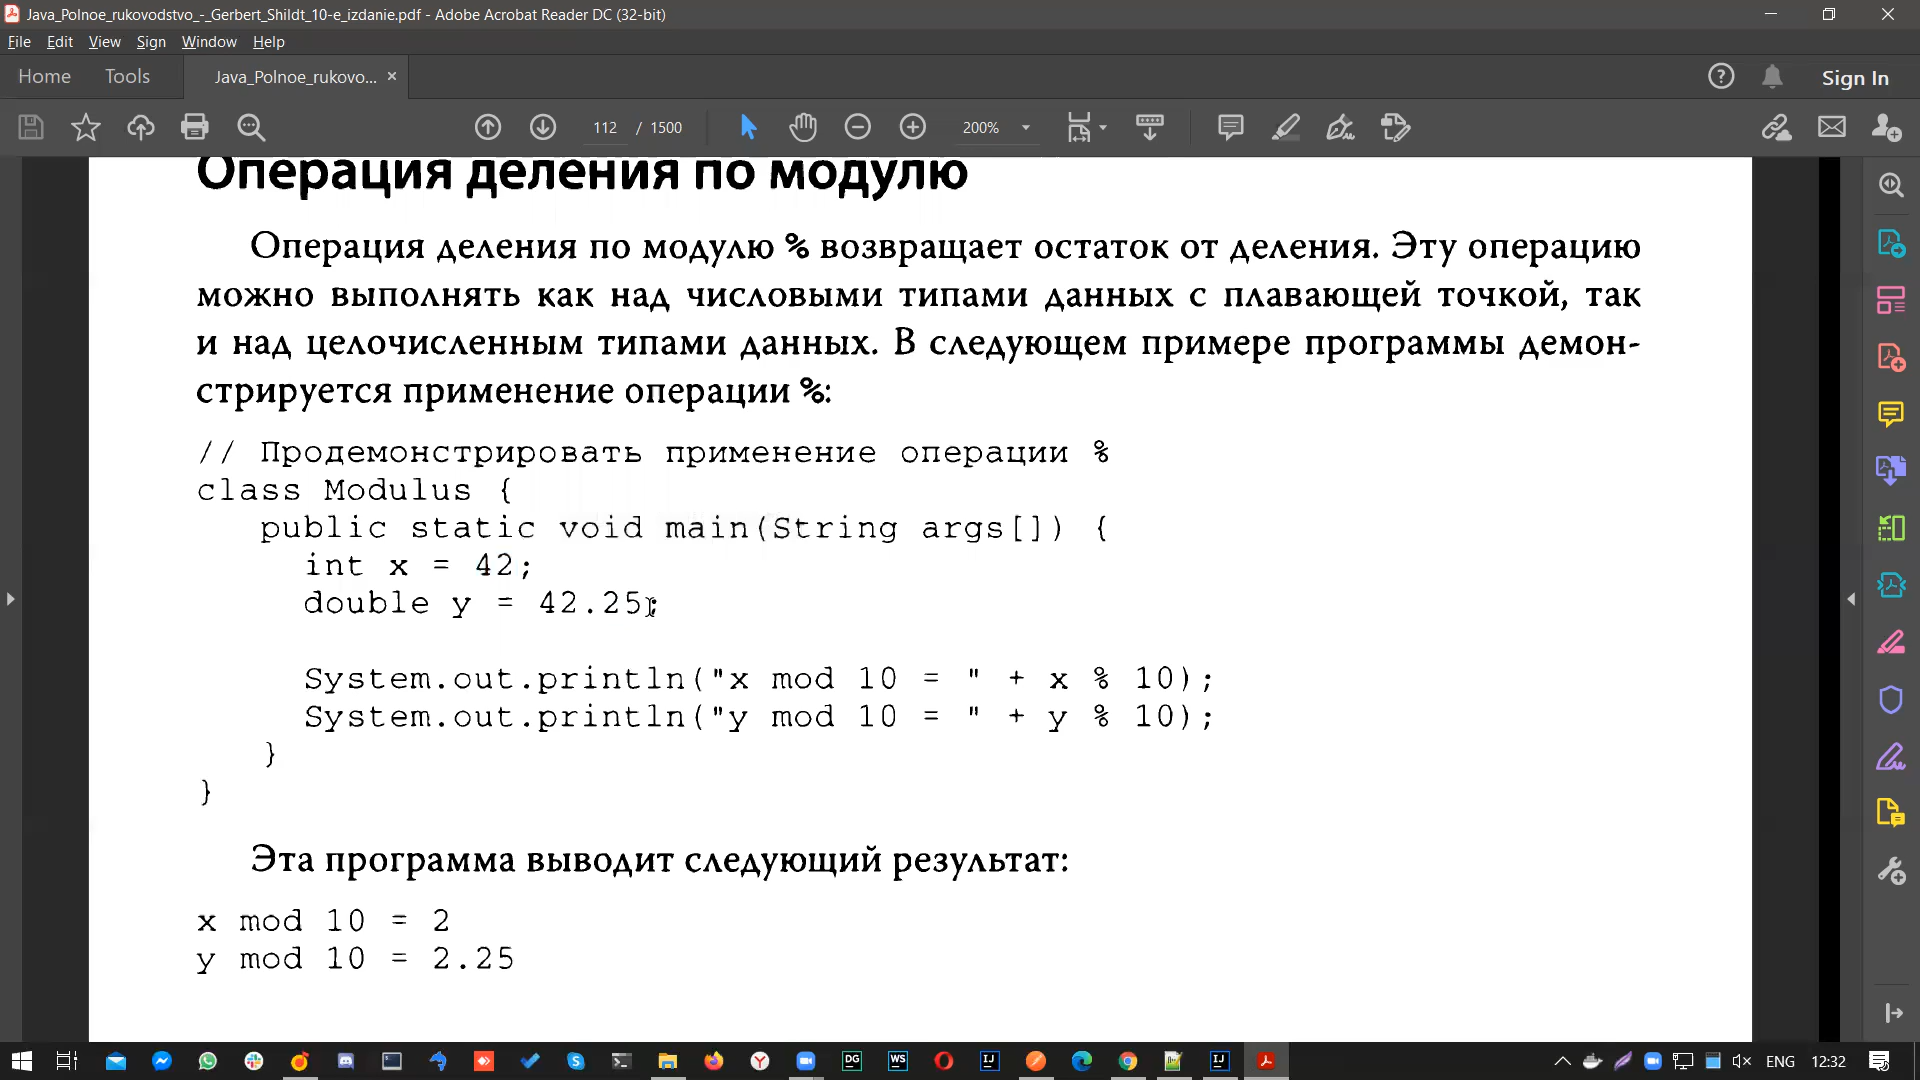 Java_Polnoe_rukovodstvo_-_Gerbert_Shildt_10-e_izdanie.pdf - Adobe Acrobat Reader DC (32-bit)
File Edit View Sign Window Help
Home Tools Java_Polnoe_rukovo... × Sign In
112 / 1500 200%
Операция деления по модулю
Операция деления по модулю % возвращает остаток от деления. Эту операцию
можно выполнять как над числовыми типами данных с плавающей точкой, так
и над целочисленным типами данных. В следующем примере программы демон-
стрируется применение операции %:
// Продемонстрировать применение операции %
class Modulus {
public static void main(String args[]) {
int x = 42;
double y = 42.25;
System.out.println("x mod 10 = " + x % 10);
System.out.println("y mod 10 = " + y % 10);
}
}
Эта программа выводит следующий результат:
x mod 10 = 2
y mod 10 = 2.25
DG WS IJ IJ ENG 12:32